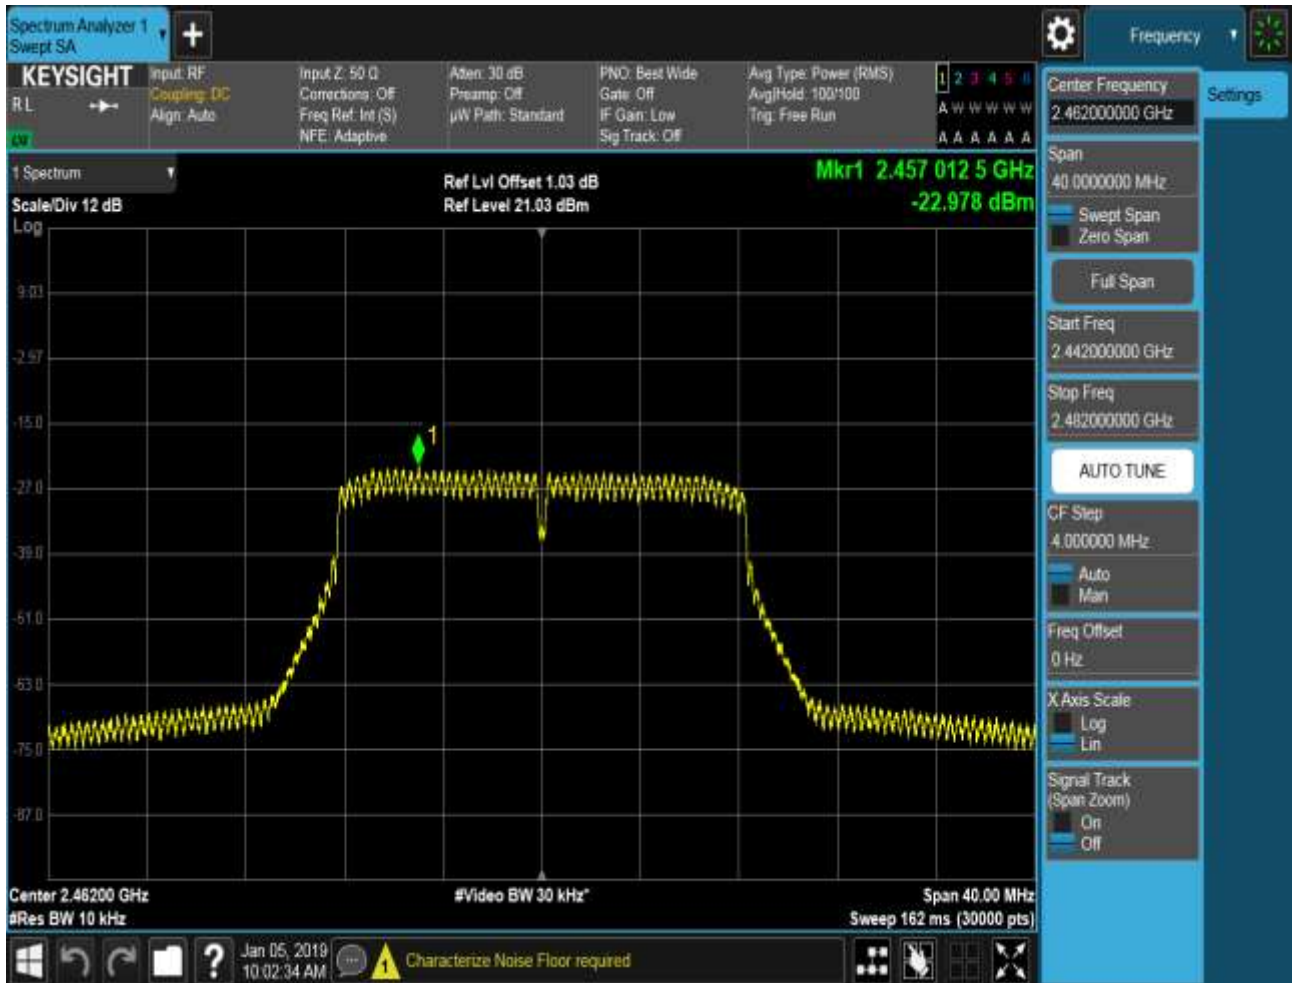 Spectrum Analyzer 1
Swept SA
+
Frequency
KEYSIGHT
R L
LXI
Input: RF
Coupling: DC
Align: Auto
Input Z: 50 Ω
Corrections: Off
Freq Ref: Int (S)
NFE: Adaptive
Atten: 30 dB
Preamp: Off
µW Path: Standard
PNO: Best Wide
Gate: Off
IF Gain: Low
Sig Track: Off
Avg Type: Power (RMS)
Avg|Hold: 100/100
Trig: Free Run
1 2 3 4 5 6
A W W W W W
A A A A A A
1 Spectrum
Scale/Div 12 dB
Log
Ref Lvl Offset 1.03 dB
Ref Level 21.03 dBm
Mkr1 2.457 012 5 GHz
-22.978 dBm
9.03
-2.97
-15.0
-27.0
-39.0
-51.0
-63.0
-75.0
-87.0
1
Center 2.46200 GHz
#Res BW 10 kHz
#Video BW 30 kHz*
Span 40.00 MHz
Sweep 162 ms (30000 pts)
Center Frequency
2.462000000 GHz
Settings
Span
40.0000000 MHz
Swept Span
Zero Span
Full Span
Start Freq
2.442000000 GHz
Stop Freq
2.482000000 GHz
AUTO TUNE
CF Step
4.000000 MHz
Auto
Man
Freq Offset
0 Hz
X Axis Scale
Log
Lin
Signal Track
(Span Zoom)
On
Off
?
Jan 05, 2019
10:02:34 AM
1
Characterize Noise Floor required